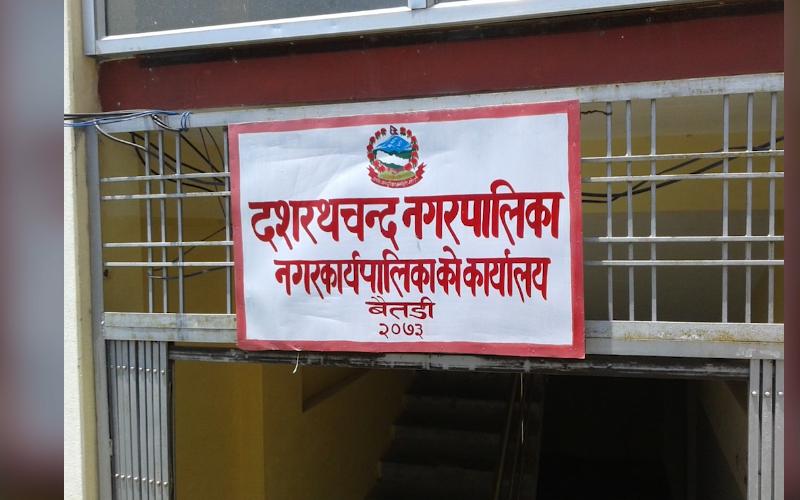 दशरथचन्द नगरपालिका
नगरकार्यपालिकाको कार्यालय
बैतडी
२०७३